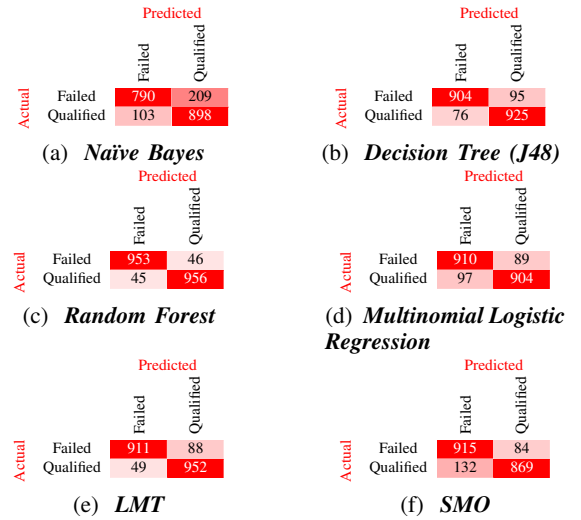 Predicted
Failed
Qualified
Actual
Failed 790 209
Qualified 103 898
(a) Naïve Bayes
Predicted
Failed
Qualified
Actual
Failed 904 95
Qualified 76 925
(b) Decision Tree (J48)
Predicted
Failed
Qualified
Actual
Failed 953 46
Qualified 45 956
(c) Random Forest
Predicted
Failed
Qualified
Actual
Failed 910 89
Qualified 97 904
(d) Multinomial Logistic
Regression
Predicted
Failed
Qualified
Actual
Failed 911 88
Qualified 49 952
(e) LMT
Predicted
Failed
Qualified
Actual
Failed 915 84
Qualified 132 869
(f) SMO